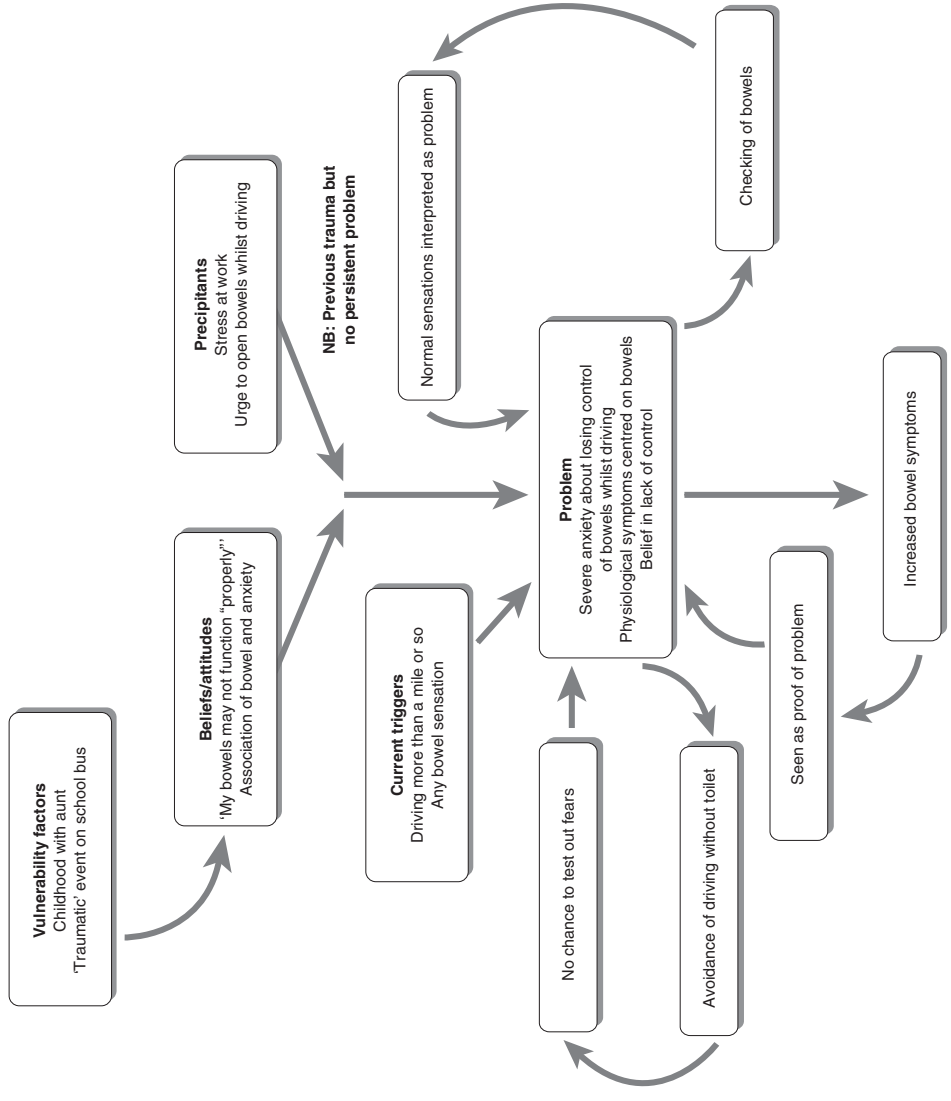 Vulnerability factors
Childhood with aunt
‘Traumatic’ event on school bus
Beliefs/attitudes
‘My bowels may not function “properly”’
Association of bowel and anxiety
Precipitants
Stress at work
Urge to open bowels whilst driving
NB: Previous trauma but
no persistent problem
Current triggers
Driving more than a mile or so
Any bowel sensation
Normal sensations interpreted as problem
Problem
Severe anxiety about losing control
of bowels whilst driving
Physiological symptoms centred on bowels
Belief in lack of control
No chance to test out fears
Avoidance of driving without toilet
Checking of bowels
Seen as proof of problem
Increased bowel symptoms